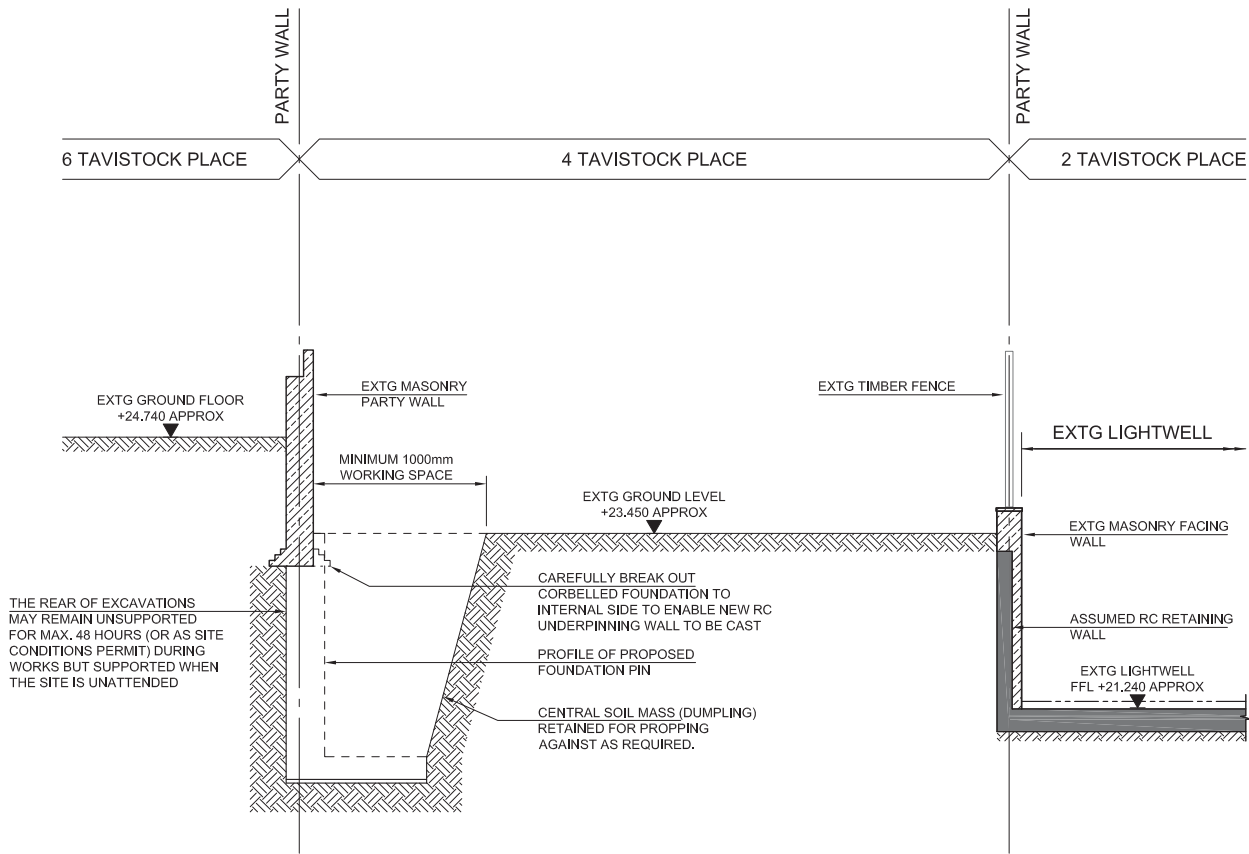 PARTY WALL
PARTY WALL
6 TAVISTOCK PLACE
4 TAVISTOCK PLACE
2 TAVISTOCK PLACE
EXTG GROUND FLOOR
+24.740 APPROX
EXTG MASONRY
PARTY WALL
MINIMUM 1000mm
WORKING SPACE
EXTG GROUND LEVEL
+23.450 APPROX
EXTG TIMBER FENCE
EXTG LIGHTWELL
EXTG MASONRY FACING
WALL
THE REAR OF EXCAVATIONS
MAY REMAIN UNSUPPORTED
FOR MAX. 48 HOURS (OR AS SITE
CONDITIONS PERMIT) DURING
WORKS BUT SUPPORTED WHEN
THE SITE IS UNATTENDED
CAREFULLY BREAK OUT
CORBELLED FOUNDATION TO
INTERNAL SIDE TO ENABLE NEW RC
UNDERPINNING WALL TO BE CAST
PROFILE OF PROPOSED
FOUNDATION PIN
CENTRAL SOIL MASS (DUMPLING)
RETAINED FOR PROPPING
AGAINST AS REQUIRED.
ASSUMED RC RETAINING
WALL
EXTG LIGHTWELL
FFL +21.240 APPROX